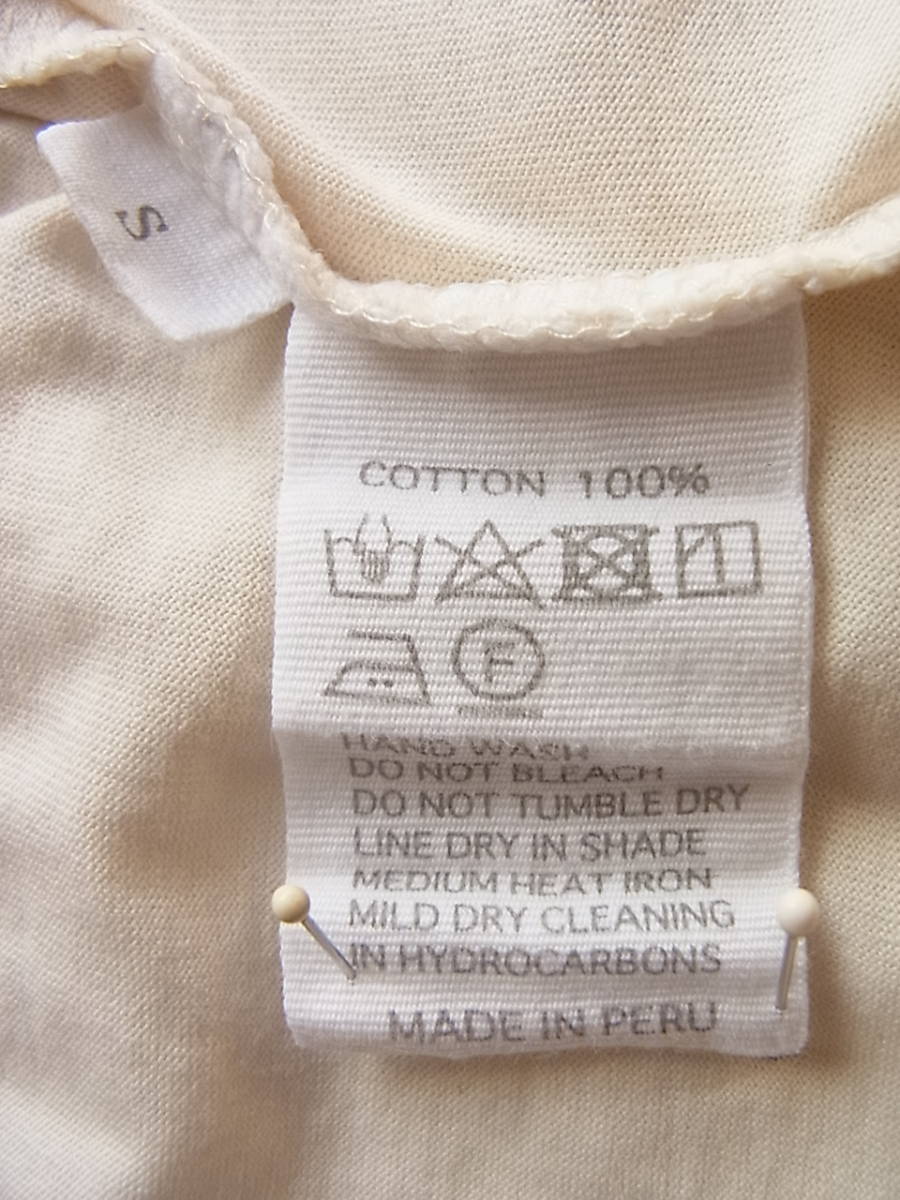 S
COTTON 100%
F
HAND WASH
DO NOT BLEACH
DO NOT TUMBLE DRY
LINE DRY IN SHADE
MEDIUM HEAT IRON
MILD DRY CLEANING
IN HYDROCARBONS
MADE IN PERU